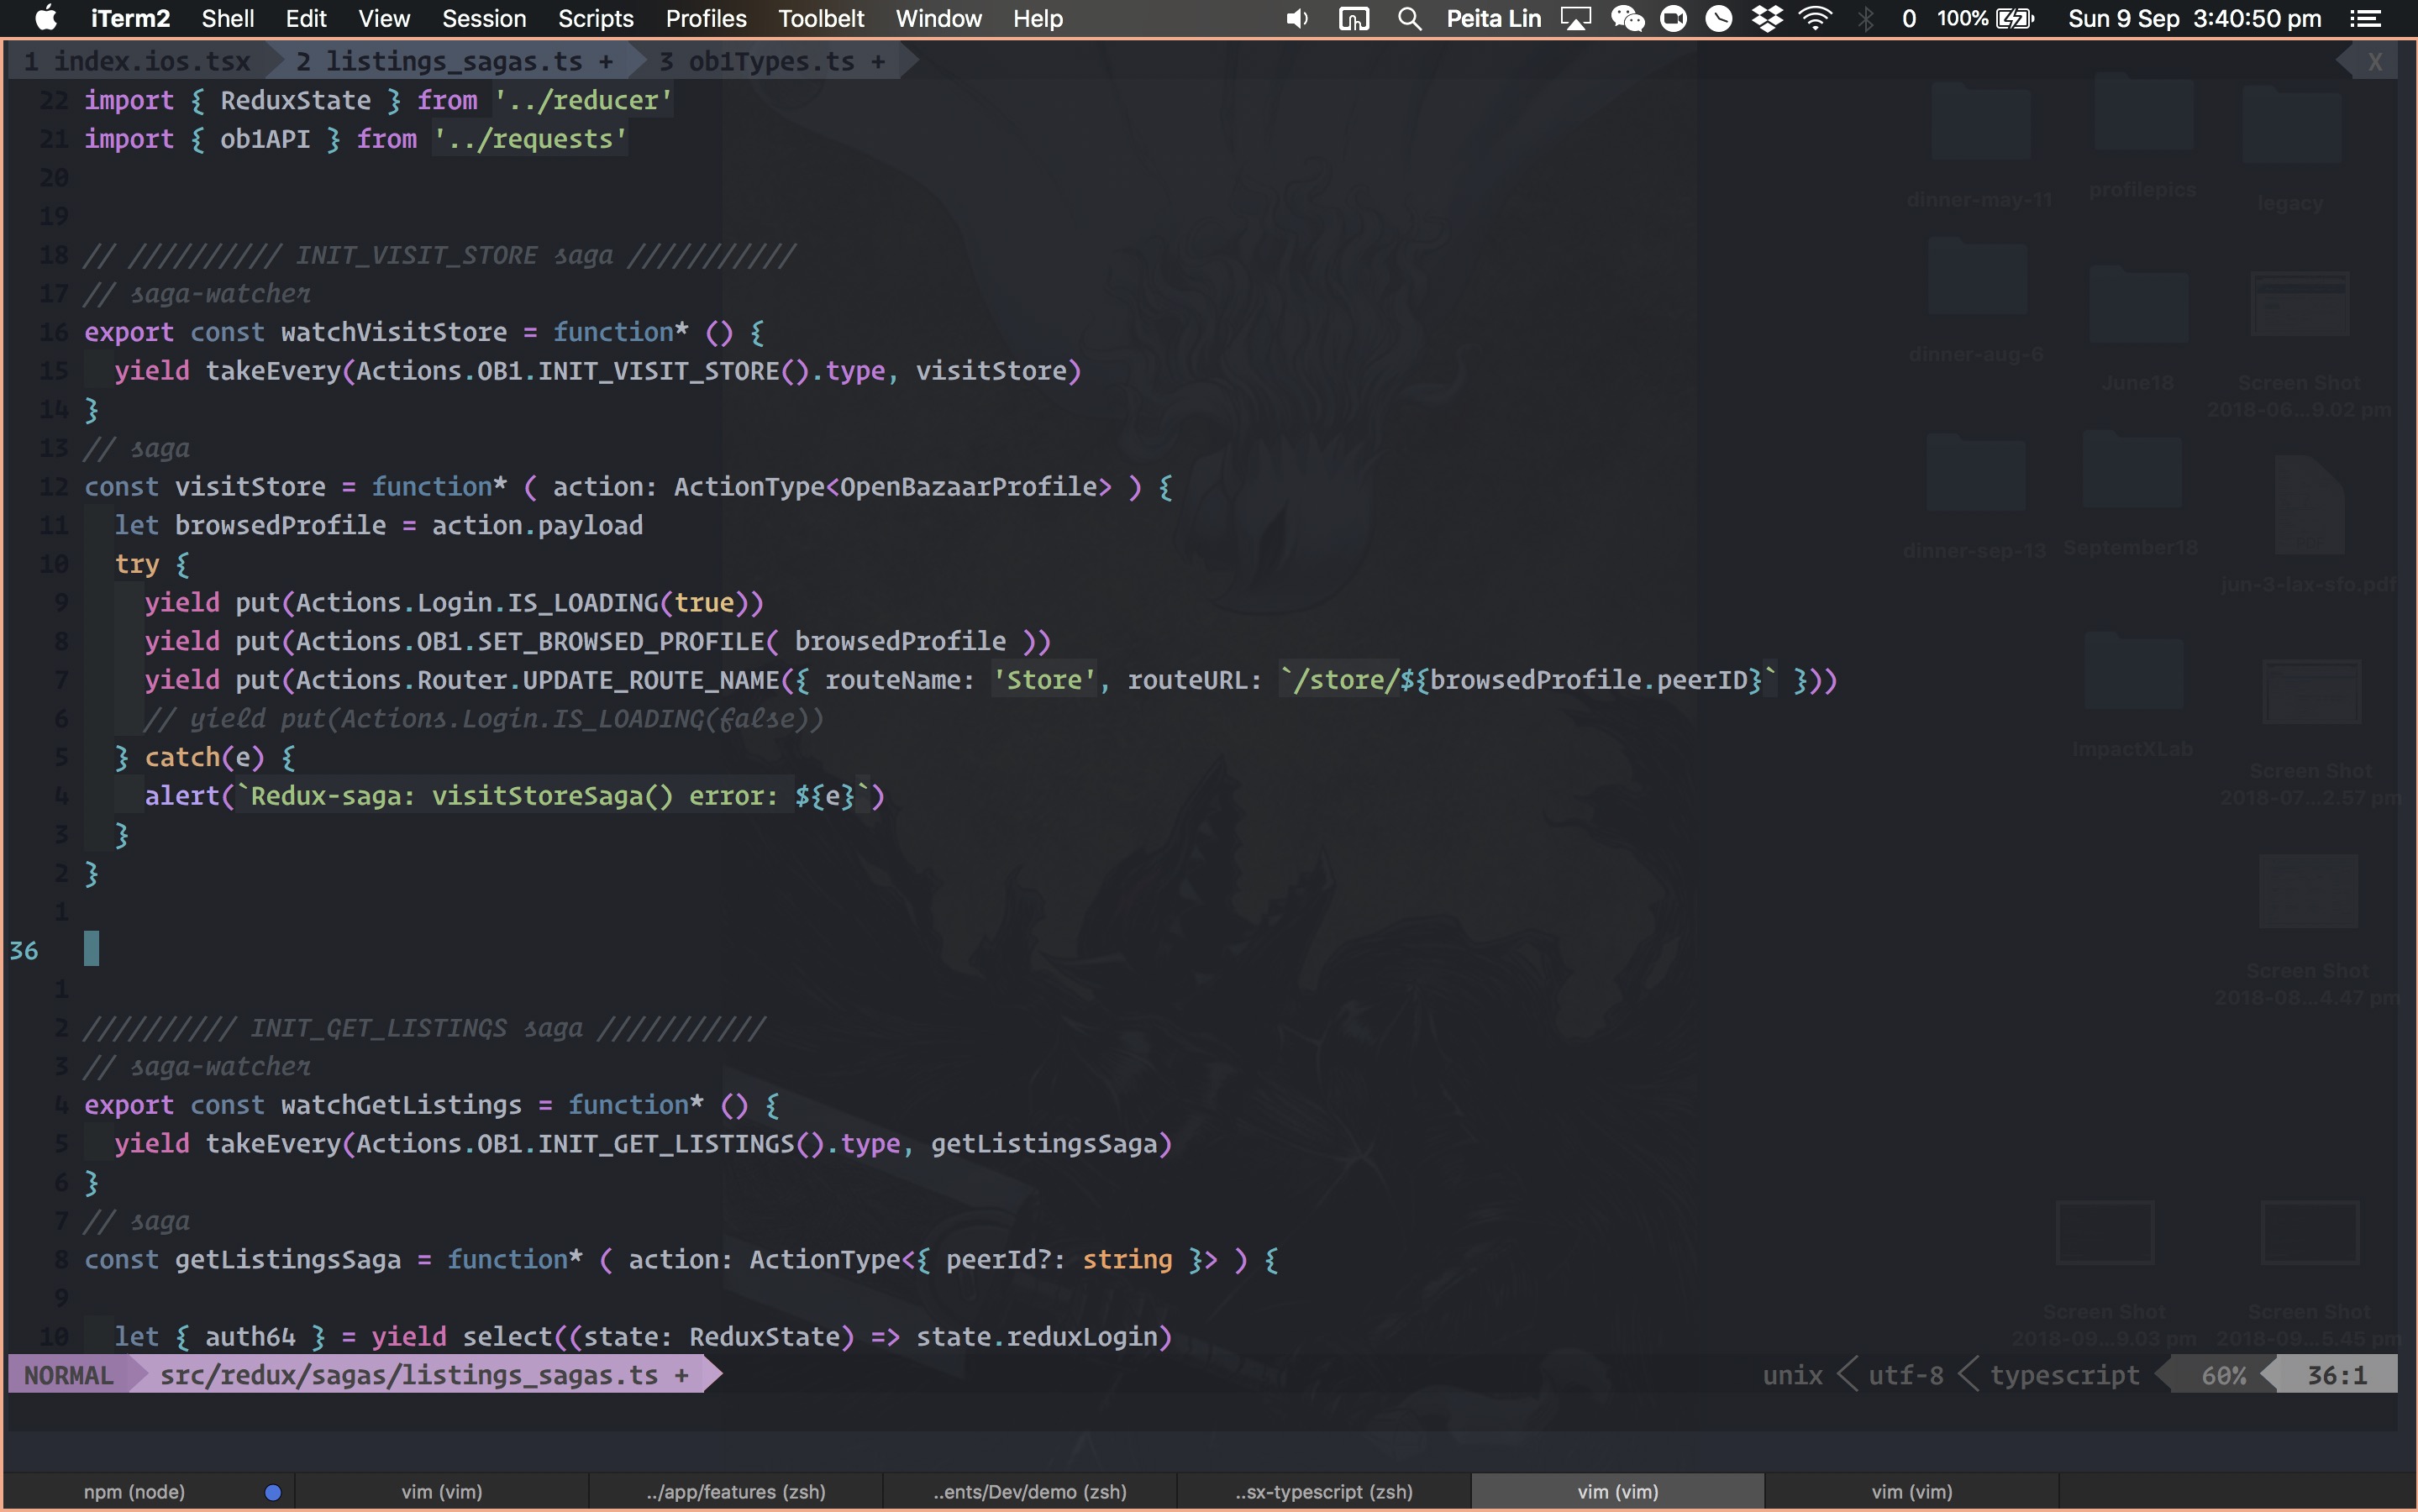 iTerm2 Shell Edit View Session Scripts Profiles Toolbelt Window Help Peita Lin 0 100% Sun 9 Sep 3:40:50 pm
1 index.ios.tsx 2 listings_sagas.ts + 3 ob1Types.ts + X
22 import { ReduxState } from '../reducer'
21 import { ob1API } from '../requests'
20
19
18 // ////////// INIT_VISIT_STORE saga ///////////
17 // saga-watcher
16 export const watchVisitStore = function* () {
15 yield takeEvery(Actions.OB1.INIT_VISIT_STORE().type, visitStore)
14 }
13 // saga
12 const visitStore = function* ( action: ActionType<OpenBazaarProfile> ) {
11 let browsedProfile = action.payload
10 try {
9 yield put(Actions.Login.IS_LOADING(true))
8 yield put(Actions.OB1.SET_BROWSED_PROFILE( browsedProfile ))
7 yield put(Actions.Router.UPDATE_ROUTE_NAME({ routeName: 'Store', routeURL: `/store/${browsedProfile.peerID}` }))
6 // yield put(Actions.Login.IS_LOADING(false))
5 } catch(e) {
4 alert(`Redux-saga: visitStoreSaga() error: ${e}`)
3 }
2 }
1
36
1
2 ////////// INIT_GET_LISTINGS saga ///////////
3 // saga-watcher
4 export const watchGetListings = function* () {
5 yield takeEvery(Actions.OB1.INIT_GET_LISTINGS().type, getListingsSaga)
6 }
7 // saga
8 const getListingsSaga = function* ( action: ActionType<{ peerId?: string }> ) {
9
10 let { auth64 } = yield select((state: ReduxState) => state.reduxLogin)
NORMAL src/redux/sagas/listings_sagas.ts + unix utf-8 typescript 60% 36:1
npm (node) vim (vim) ../app/features (zsh) ..ents/Dev/demo (zsh) ..sx-typescript (zsh) vim (vim) vim (vim)
dinner-may-11
profilepics
legacy
dinner-aug-6
June18
Screen Shot
2018-06...9.02 pm
dinner-sep-13
September18
jun-3-lax-sfo.pdf
ImpactXLab
Screen Shot
2018-07...2.57 pm
Screen Shot
2018-08...4.47 pm
Screen Shot
2018-09...9.03 pm
Screen Shot
2018-09...5.45 pm